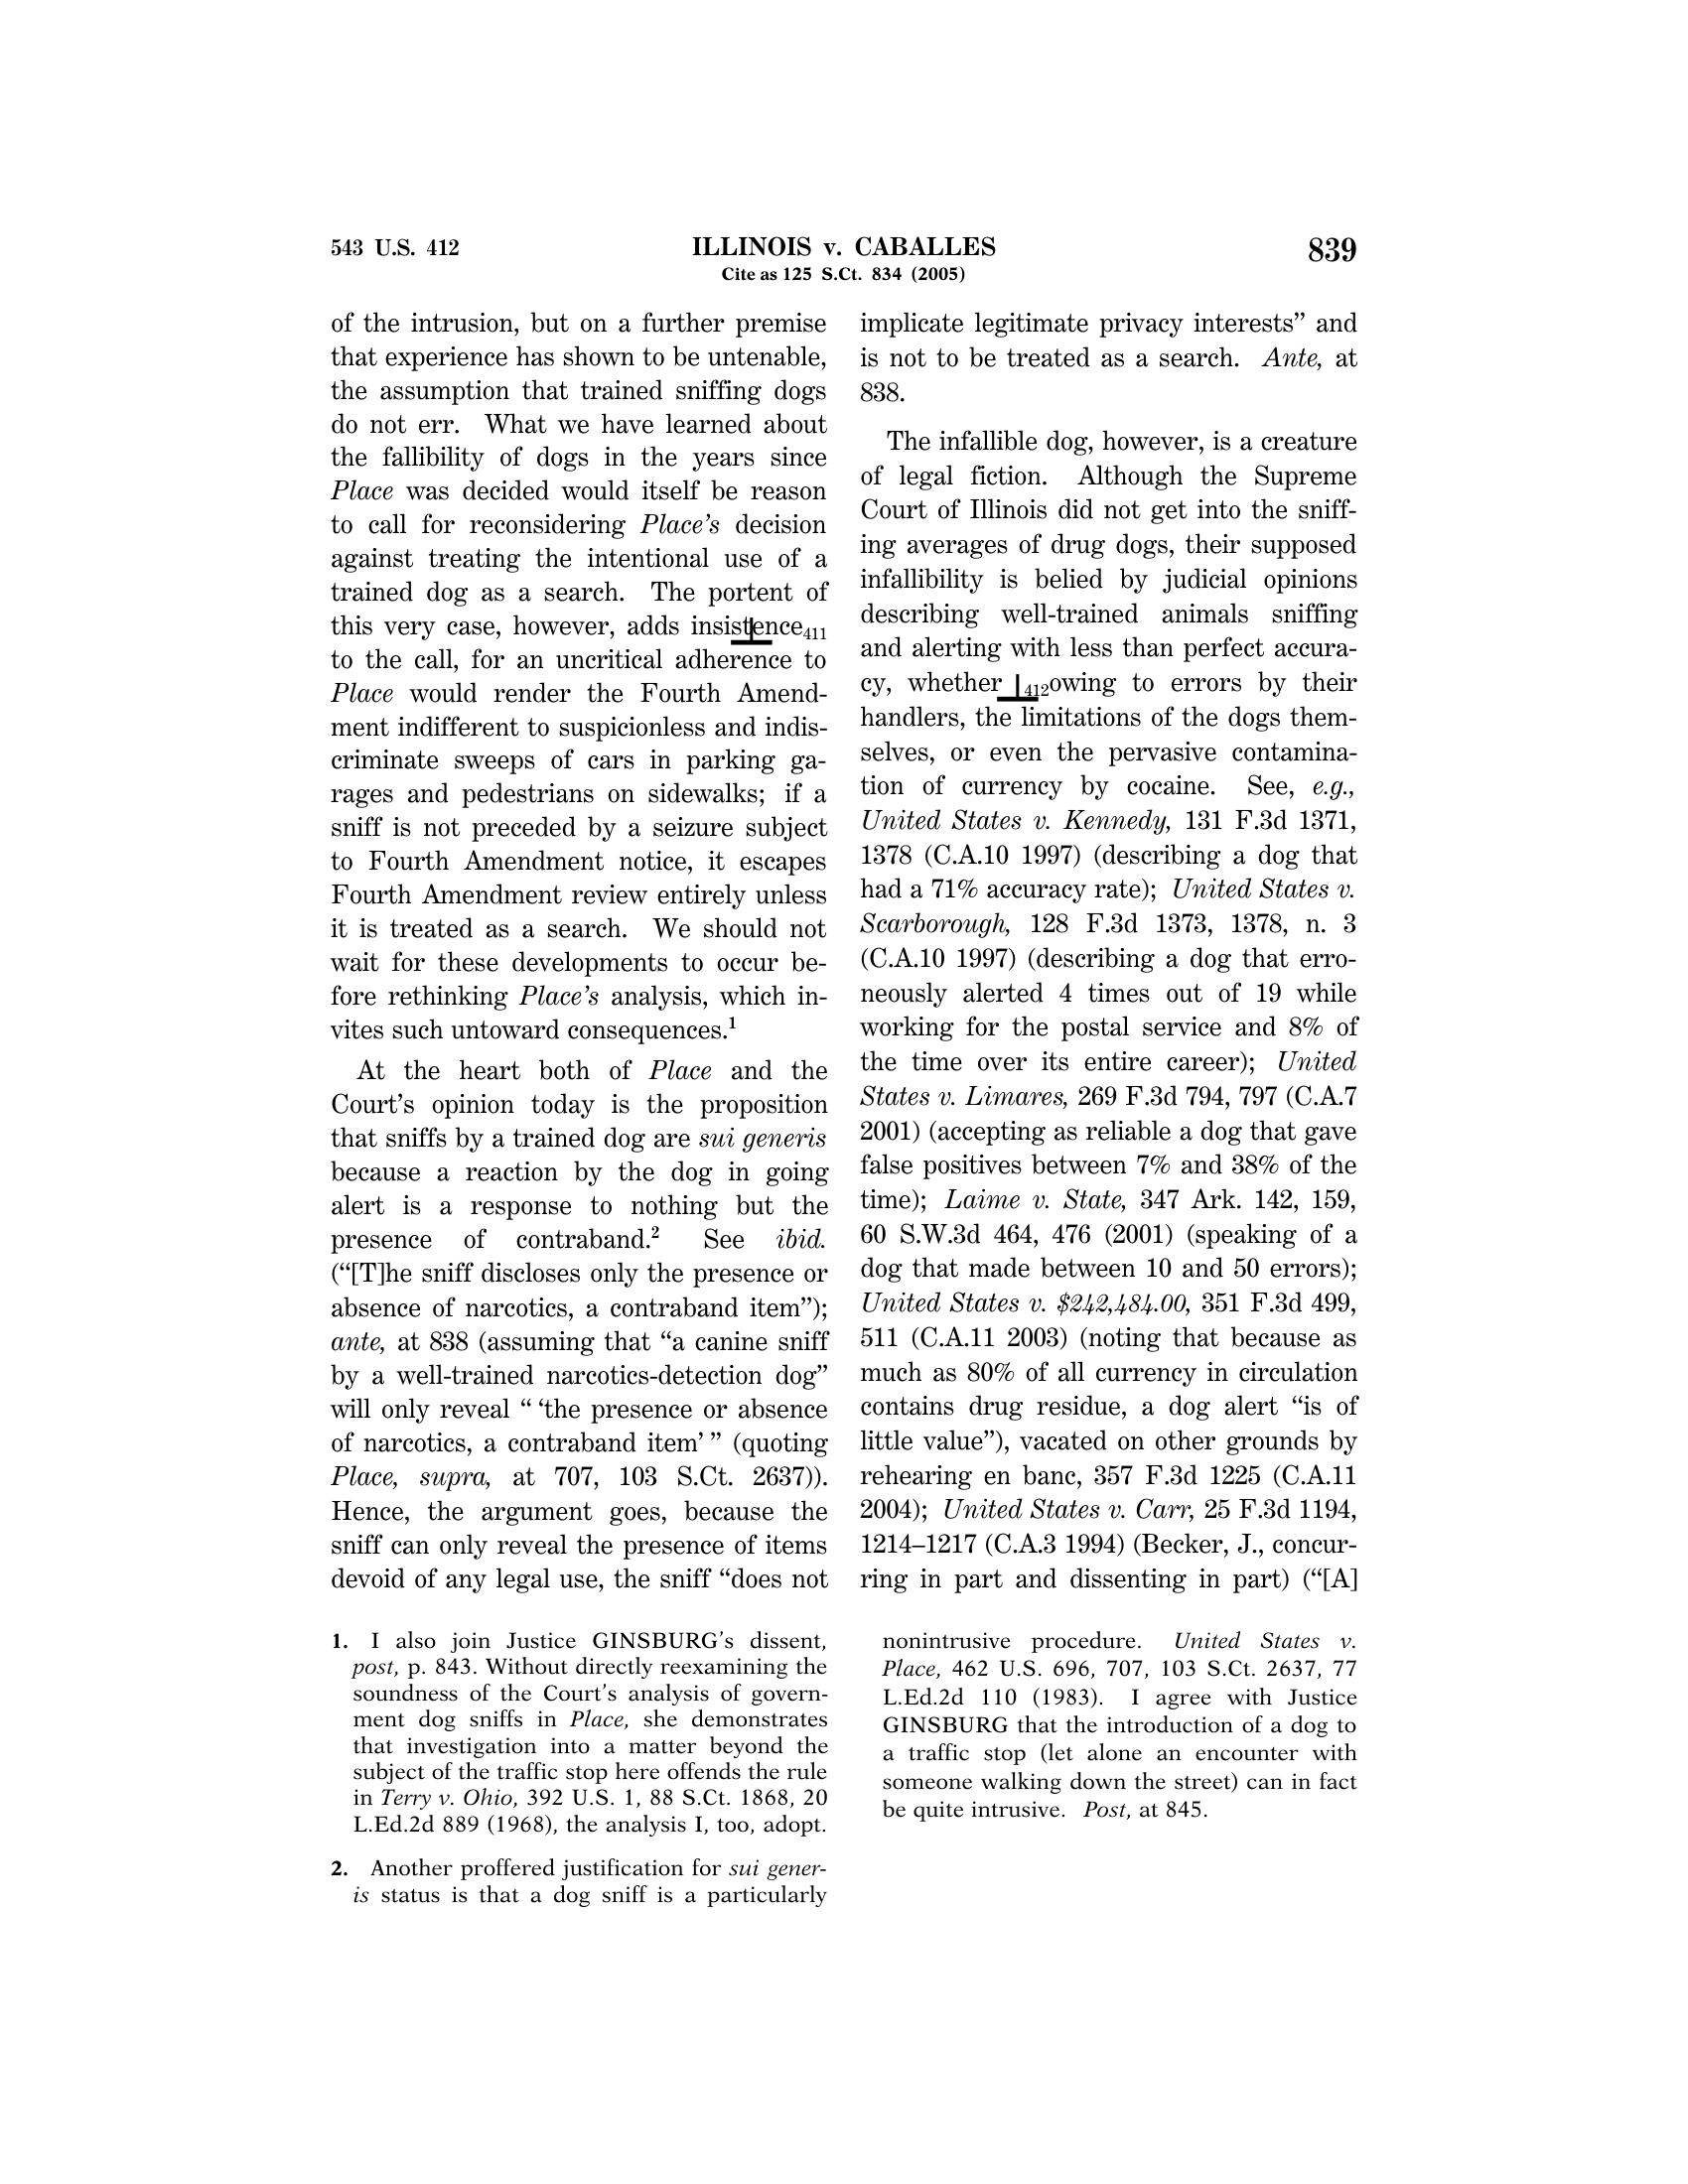 543 U.S. 412
ILLINOIS v. CABALLES
839
Cite as 125 S.Ct. 834 (2005)
of the intrusion, but on a further premise
that experience has shown to be untenable,
the assumption that trained sniffing dogs
do not err. What we have learned about
the fallibility of dogs in the years since
Place was decided would itself be reason
to call for reconsidering Place's decision
against treating the intentional use of a
trained dog as a search. The portent of
this very case, however, adds insistence411
to the call, for an uncritical adherence to
Place would render the Fourth Amend-
ment indifferent to suspicionless and indis-
criminate sweeps of cars in parking ga-
rages and pedestrians on sidewalks; if a
sniff is not preceded by a seizure subject
to Fourth Amendment notice, it escapes
Fourth Amendment review entirely unless
it is treated as a search. We should not
wait for these developments to occur be-
fore rethinking Place's analysis, which in-
vites such untoward consequences.1
At the heart both of Place and the
Court's opinion today is the proposition
that sniffs by a trained dog are sui generis
because a reaction by the dog in going
alert is a response to nothing but the
presence of contraband.2 See ibid.
(“[T]he sniff discloses only the presence or
absence of narcotics, a contraband item”);
ante, at 838 (assuming that “a canine sniff
by a well-trained narcotics-detection dog”
will only reveal “ ‘the presence or absence
of narcotics, a contraband item’ ” (quoting
Place, supra, at 707, 103 S.Ct. 2637)).
Hence, the argument goes, because the
sniff can only reveal the presence of items
devoid of any legal use, the sniff “does not
implicate legitimate privacy interests” and
is not to be treated as a search. Ante, at
838.
The infallible dog, however, is a creature
of legal fiction. Although the Supreme
Court of Illinois did not get into the sniff-
ing averages of drug dogs, their supposed
infallibility is belied by judicial opinions
describing well-trained animals sniffing
and alerting with less than perfect accura-
cy, whether 412owing to errors by their
handlers, the limitations of the dogs them-
selves, or even the pervasive contamina-
tion of currency by cocaine. See, e.g.,
United States v. Kennedy, 131 F.3d 1371,
1378 (C.A.10 1997) (describing a dog that
had a 71% accuracy rate); United States v.
Scarborough, 128 F.3d 1373, 1378, n. 3
(C.A.10 1997) (describing a dog that erro-
neously alerted 4 times out of 19 while
working for the postal service and 8% of
the time over its entire career); United
States v. Limares, 269 F.3d 794, 797 (C.A.7
2001) (accepting as reliable a dog that gave
false positives between 7% and 38% of the
time); Laime v. State, 347 Ark. 142, 159,
60 S.W.3d 464, 476 (2001) (speaking of a
dog that made between 10 and 50 errors);
United States v. $242,484.00, 351 F.3d 499,
511 (C.A.11 2003) (noting that because as
much as 80% of all currency in circulation
contains drug residue, a dog alert “is of
little value”), vacated on other grounds by
rehearing en banc, 357 F.3d 1225 (C.A.11
2004); United States v. Carr, 25 F.3d 1194,
1214–1217 (C.A.3 1994) (Becker, J., concur-
ring in part and dissenting in part) (“[A]
1. I also join Justice GINSBURG's dissent,
post, p. 843. Without directly reexamining the
soundness of the Court's analysis of govern-
ment dog sniffs in Place, she demonstrates
that investigation into a matter beyond the
subject of the traffic stop here offends the rule
in Terry v. Ohio, 392 U.S. 1, 88 S.Ct. 1868, 20
L.Ed.2d 889 (1968), the analysis I, too, adopt.
2. Another proffered justification for sui gener-
is status is that a dog sniff is a particularly
nonintrusive procedure. United States v.
Place, 462 U.S. 696, 707, 103 S.Ct. 2637, 77
L.Ed.2d 110 (1983). I agree with Justice
GINSBURG that the introduction of a dog to
a traffic stop (let alone an encounter with
someone walking down the street) can in fact
be quite intrusive. Post, at 845.